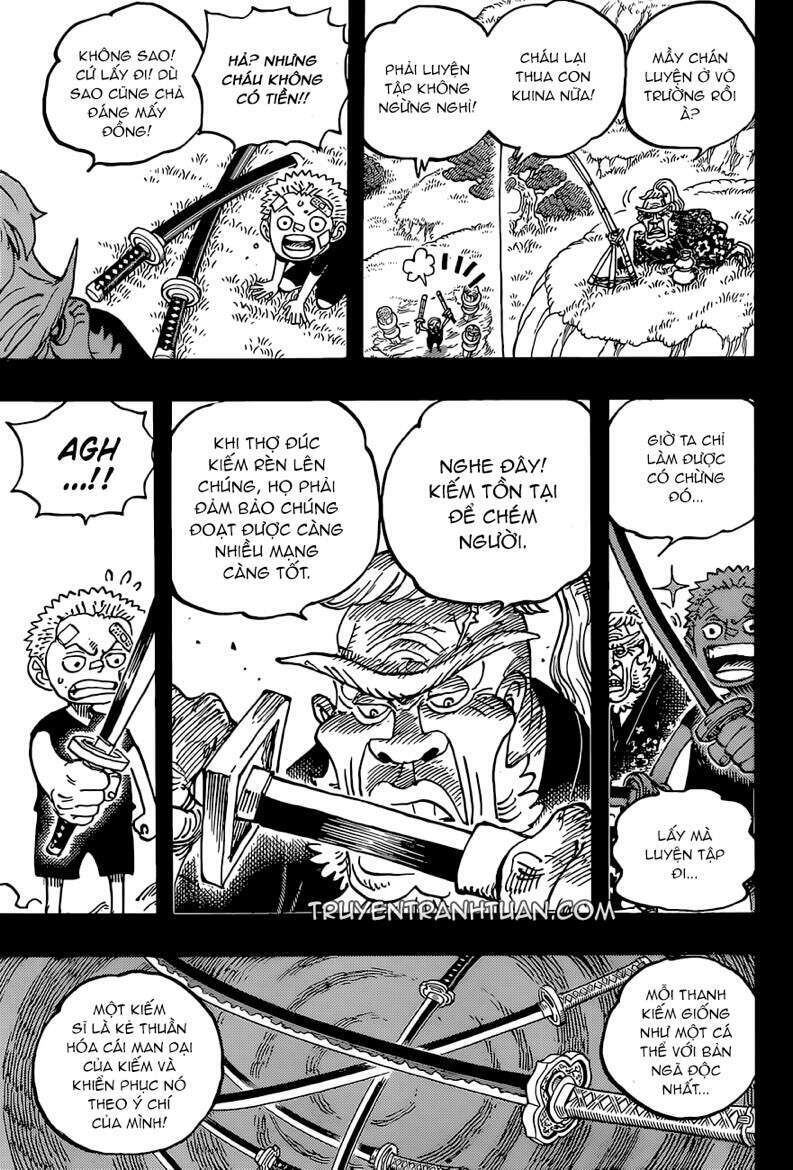 MẦY CHÁN
LUYỆN Ở VÕ
TRƯỜNG RỒI
À?
CHÁU LẠI
THUA CON
KUINA NỮA!
PHẢI LUYỆN
TẬP KHÔNG
NGỪNG NGHỈ!
HẢ? NHƯNG
CHÁU KHÔNG
CÓ TIỀN!!
KHÔNG SAO!
CỨ LẤY ĐI! DÙ
SAO CŨNG CHẢ
ĐÁNG MẤY
ĐỒNG!
GIỜ TA CHỈ
LÀM ĐƯỢC
CÓ CHỪNG
ĐÓ...
LẤY MÀ
LUYỆN TẬP
ĐI...
NGHE ĐÂY!
KIẾM TỒN TẠI
ĐỂ CHÉM
NGƯỜI.
KHI THỢ ĐÚC
KIẾM RÈN LÊN
CHÚNG, HỌ PHẢI
ĐẢM BẢO CHÚNG
ĐOẠT ĐƯỢC CÀNG
NHIỀU MẠNG
CÀNG TỐT.
AGH
...!!
TRUYENTRANHTUAN.COM
MỖI THANH
KIẾM GIỐNG
NHƯ MỘT CÁ
THỂ VỚI BẢN
NGÃ ĐỘC
NHẤT...
MỘT KIẾM
SĨ LÀ KẺ THUẦN
HÓA CÁI MAN DẠI
CỦA KIẾM VÀ
KHIẾN PHỤC NÓ
THEO Ý CHÍ
CỦA MÌNH!